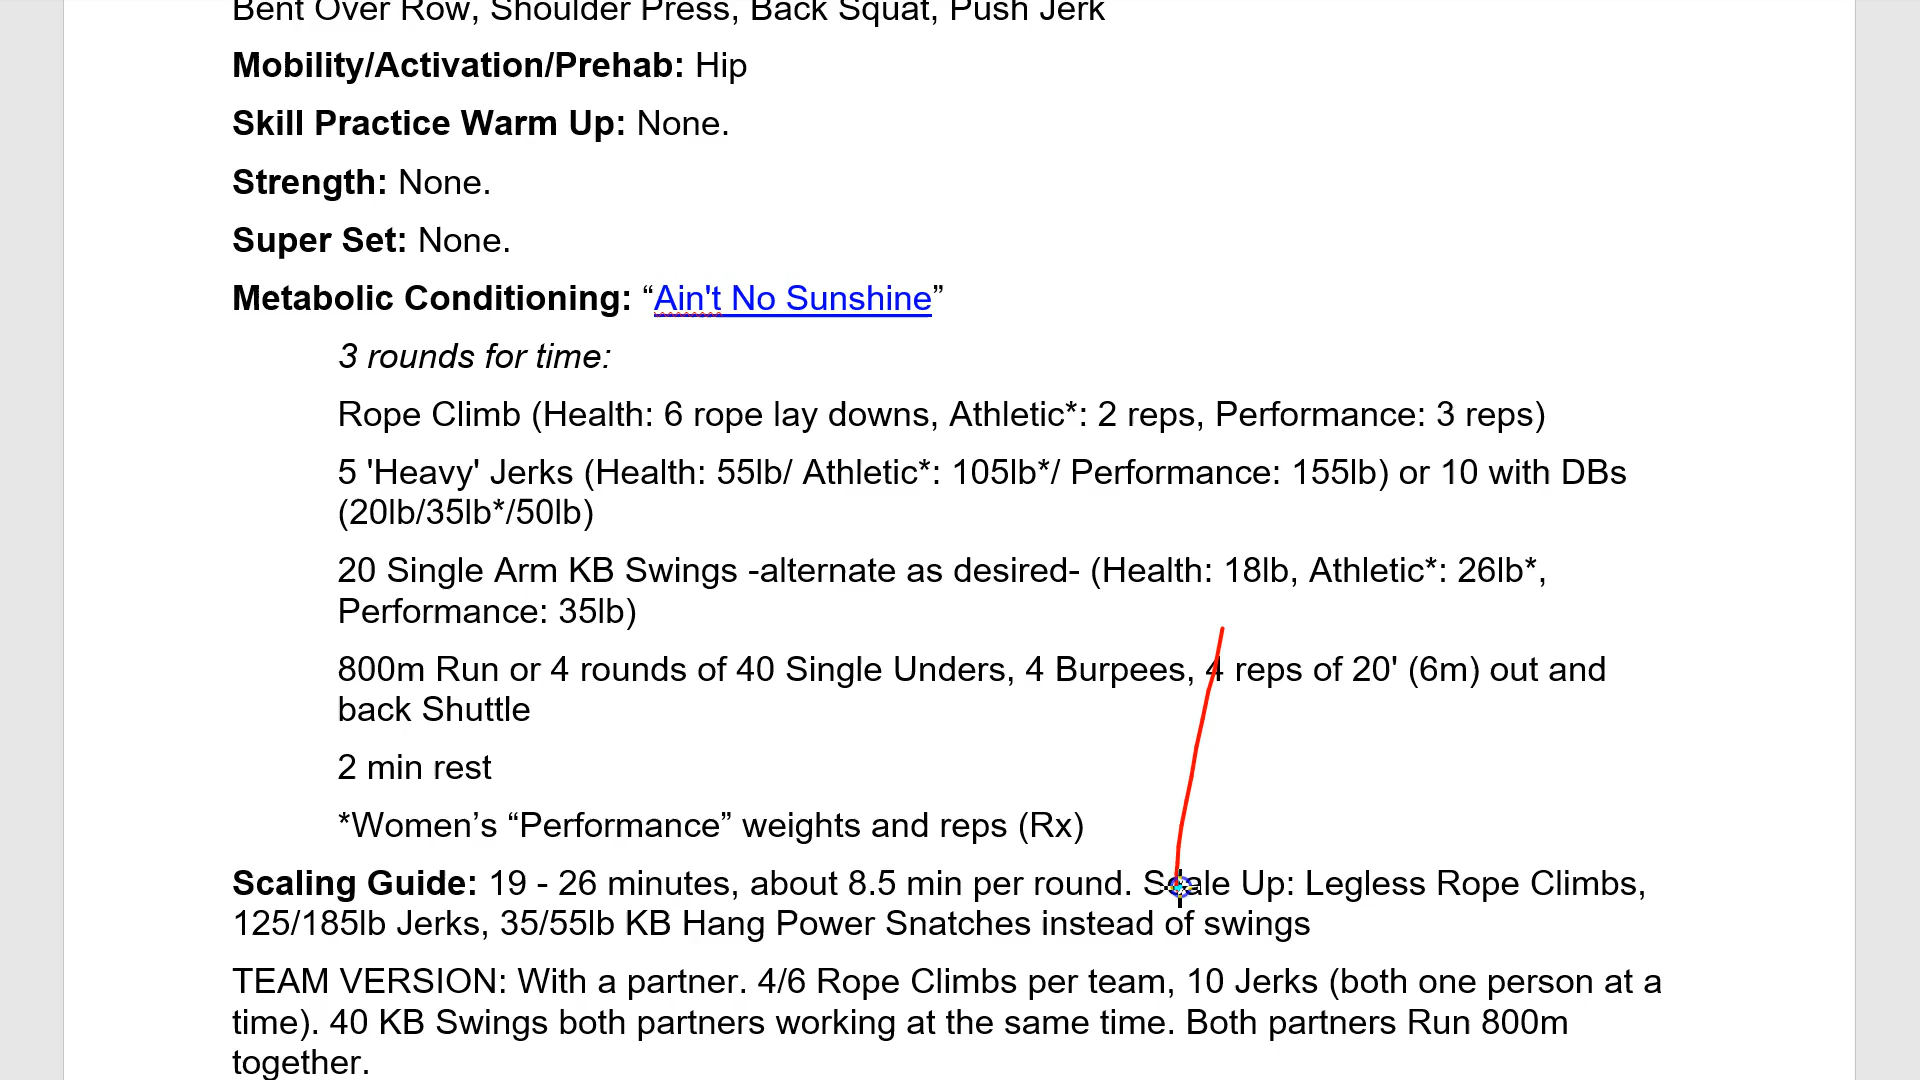 Bent Over Row, Shoulder Press, Back Squat, Push Jerk
Mobility/Activation/Prehab: Hip
Skill Practice Warm Up: None.
Strength: None.
Super Set: None.
Metabolic Conditioning: “Ain't No Sunshine”
3 rounds for time:
Rope Climb (Health: 6 rope lay downs, Athletic*: 2 reps, Performance: 3 reps)
5 'Heavy' Jerks (Health: 55lb/ Athletic*: 105lb*/ Performance: 155lb) or 10 with DBs
(20lb/35lb*/50lb)
20 Single Arm KB Swings -alternate as desired- (Health: 18lb, Athletic*: 26lb*,
Performance: 35lb)
800m Run or 4 rounds of 40 Single Unders, 4 Burpees, 4 reps of 20' (6m) out and
back Shuttle
2 min rest
*Women’s “Performance” weights and reps (Rx)
Scaling Guide: 19 - 26 minutes, about 8.5 min per round. Scale Up: Legless Rope Climbs,
125/185lb Jerks, 35/55lb KB Hang Power Snatches instead of swings
TEAM VERSION: With a partner. 4/6 Rope Climbs per team, 10 Jerks (both one person at a
time). 40 KB Swings both partners working at the same time. Both partners Run 800m
together.